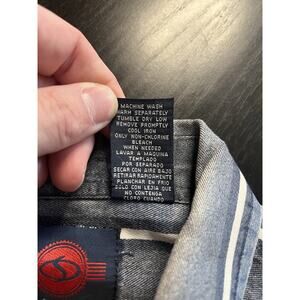 MACHINE WASH
WARM SEPARATELY
TUMBLE DRY LOW
REMOVE PROMPTLY
COOL IRON
ONLY NON-CHLORINE
BLEACH
WHEN NEEDED
LAVAR A MAQUINA
TEMPLADO
POR SEPARADO
SECAR CON AIRE BAJO
RETIRAR RAPIDAMENTE
PLANCHAR EN FRIO
SOLO CON LEJIA QUE
NO CONTENGA
CLORO CUANDO